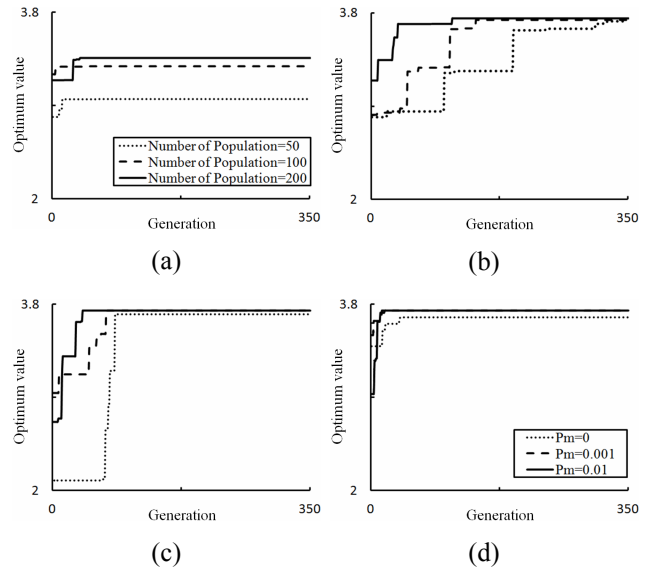 3.8
Optimum value
Number of Population=50
Number of Population=100
Number of Population=200
2
0
Generation
350
(a)
3.8
Optimum value
2
0
Generation
350
(b)
3.8
Optimum value
2
0
Generation
350
(c)
3.8
Optimum value
Pm=0
Pm=0.001
Pm=0.01
2
0
Generation
350
(d)